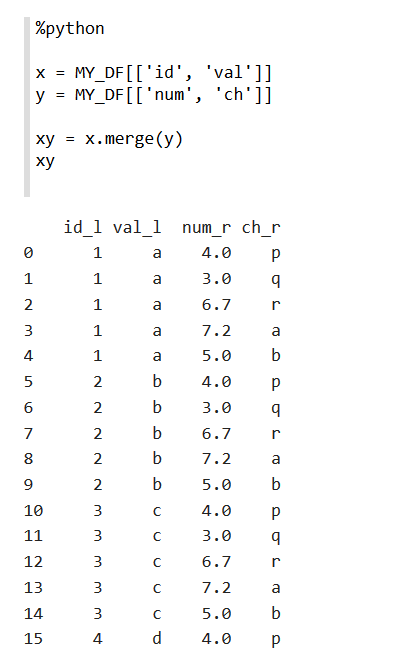 %python
x = MY_DF[['id', 'val']]
y = MY_DF[['num', 'ch']]
xy = x.merge(y)
xy
id_l val_l num_r ch_r
0 1 a 4.0 p
1 1 a 3.0 q
2 1 a 6.7 r
3 1 a 7.2 a
4 1 a 5.0 b
5 2 b 4.0 p
6 2 b 3.0 q
7 2 b 6.7 r
8 2 b 7.2 a
9 2 b 5.0 b
10 3 c 4.0 p
11 3 c 3.0 q
12 3 c 6.7 r
13 3 c 7.2 a
14 3 c 5.0 b
15 4 d 4.0 p